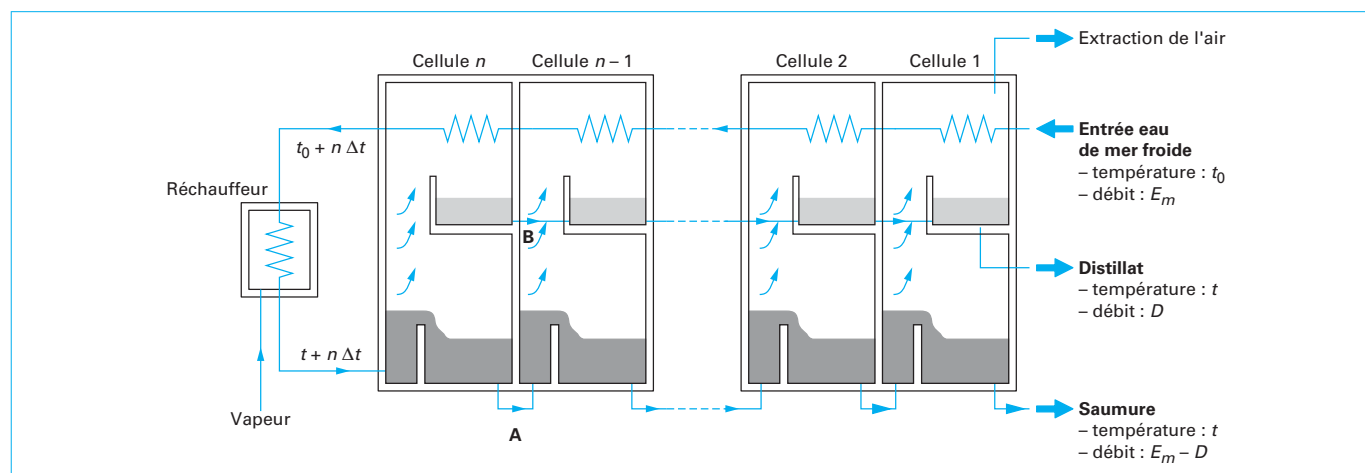 Cellule n
Cellule n – 1
Cellule 2
Cellule 1
Extraction de l'air
Entrée eau
de mer froide
– température : t₀
– débit : Eₘ
t₀ + n Δt
Réchauffeur
B
Distillat
– température : t
– débit : D
t + n Δt
Vapeur
A
Saumure
– température : t
– débit : Eₘ – D